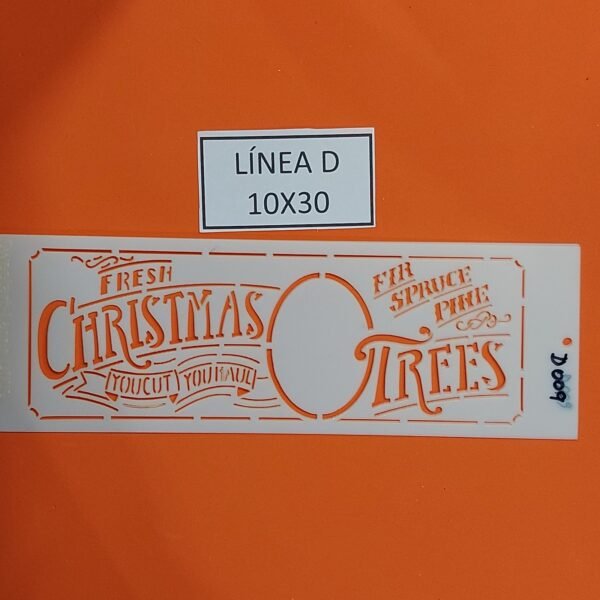 LÍNEA D
10X30
FRESH
CHRISTMAS
YOU CUT YOU HAUL
FIR
SPRUCE
PINE
TREES
D009